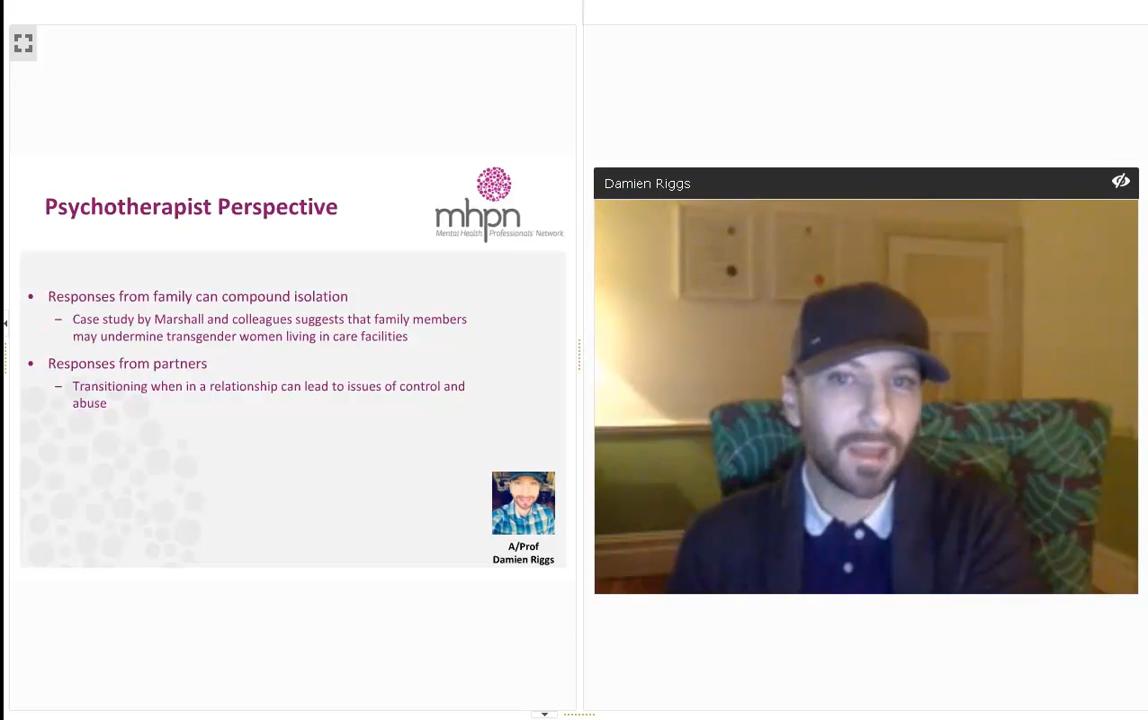 Psychotherapist Perspective
mhpn
Mental Health Professionals' Network
• Responses from family can compound isolation
– Case study by Marshall and colleagues suggests that family members
may undermine transgender women living in care facilities
• Responses from partners
– Transitioning when in a relationship can lead to issues of control and
abuse
A/Prof
Damien Riggs
Damien Riggs